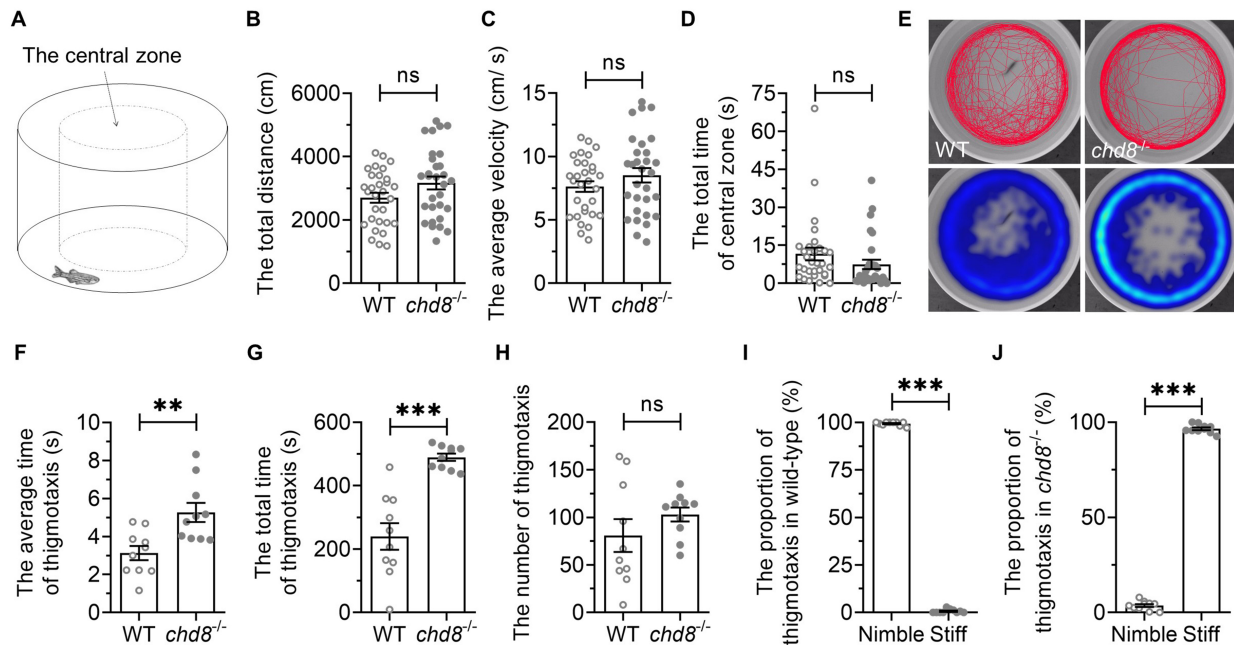 A
The central zone
B
The total distance (cm)
6000
4000
2000
0
ns
WT chd8-/-
C
The average velocity (cm/ s)
15
10
5
0
ns
WT chd8-/-
D
The total time
of central zone (s)
75
60
45
30
15
0
ns
WT chd8-/-
E
WT
chd8-/-
F
The average time
of thigmotaxis (s)
10
8
6
4
2
0
**
WT chd8-/-
G
The total time
of thigmotaxis (s)
600
400
200
0
***
WT chd8-/-
H
The number of thigmotaxis
200
150
100
50
0
ns
WT chd8-/-
I
The proportion of
thigmotaxis in wild-type (%)
100
50
0
***
Nimble Stiff
J
The proportion of
thigmotaxis in chd8-/- (%)
100
50
0
***
Nimble Stiff